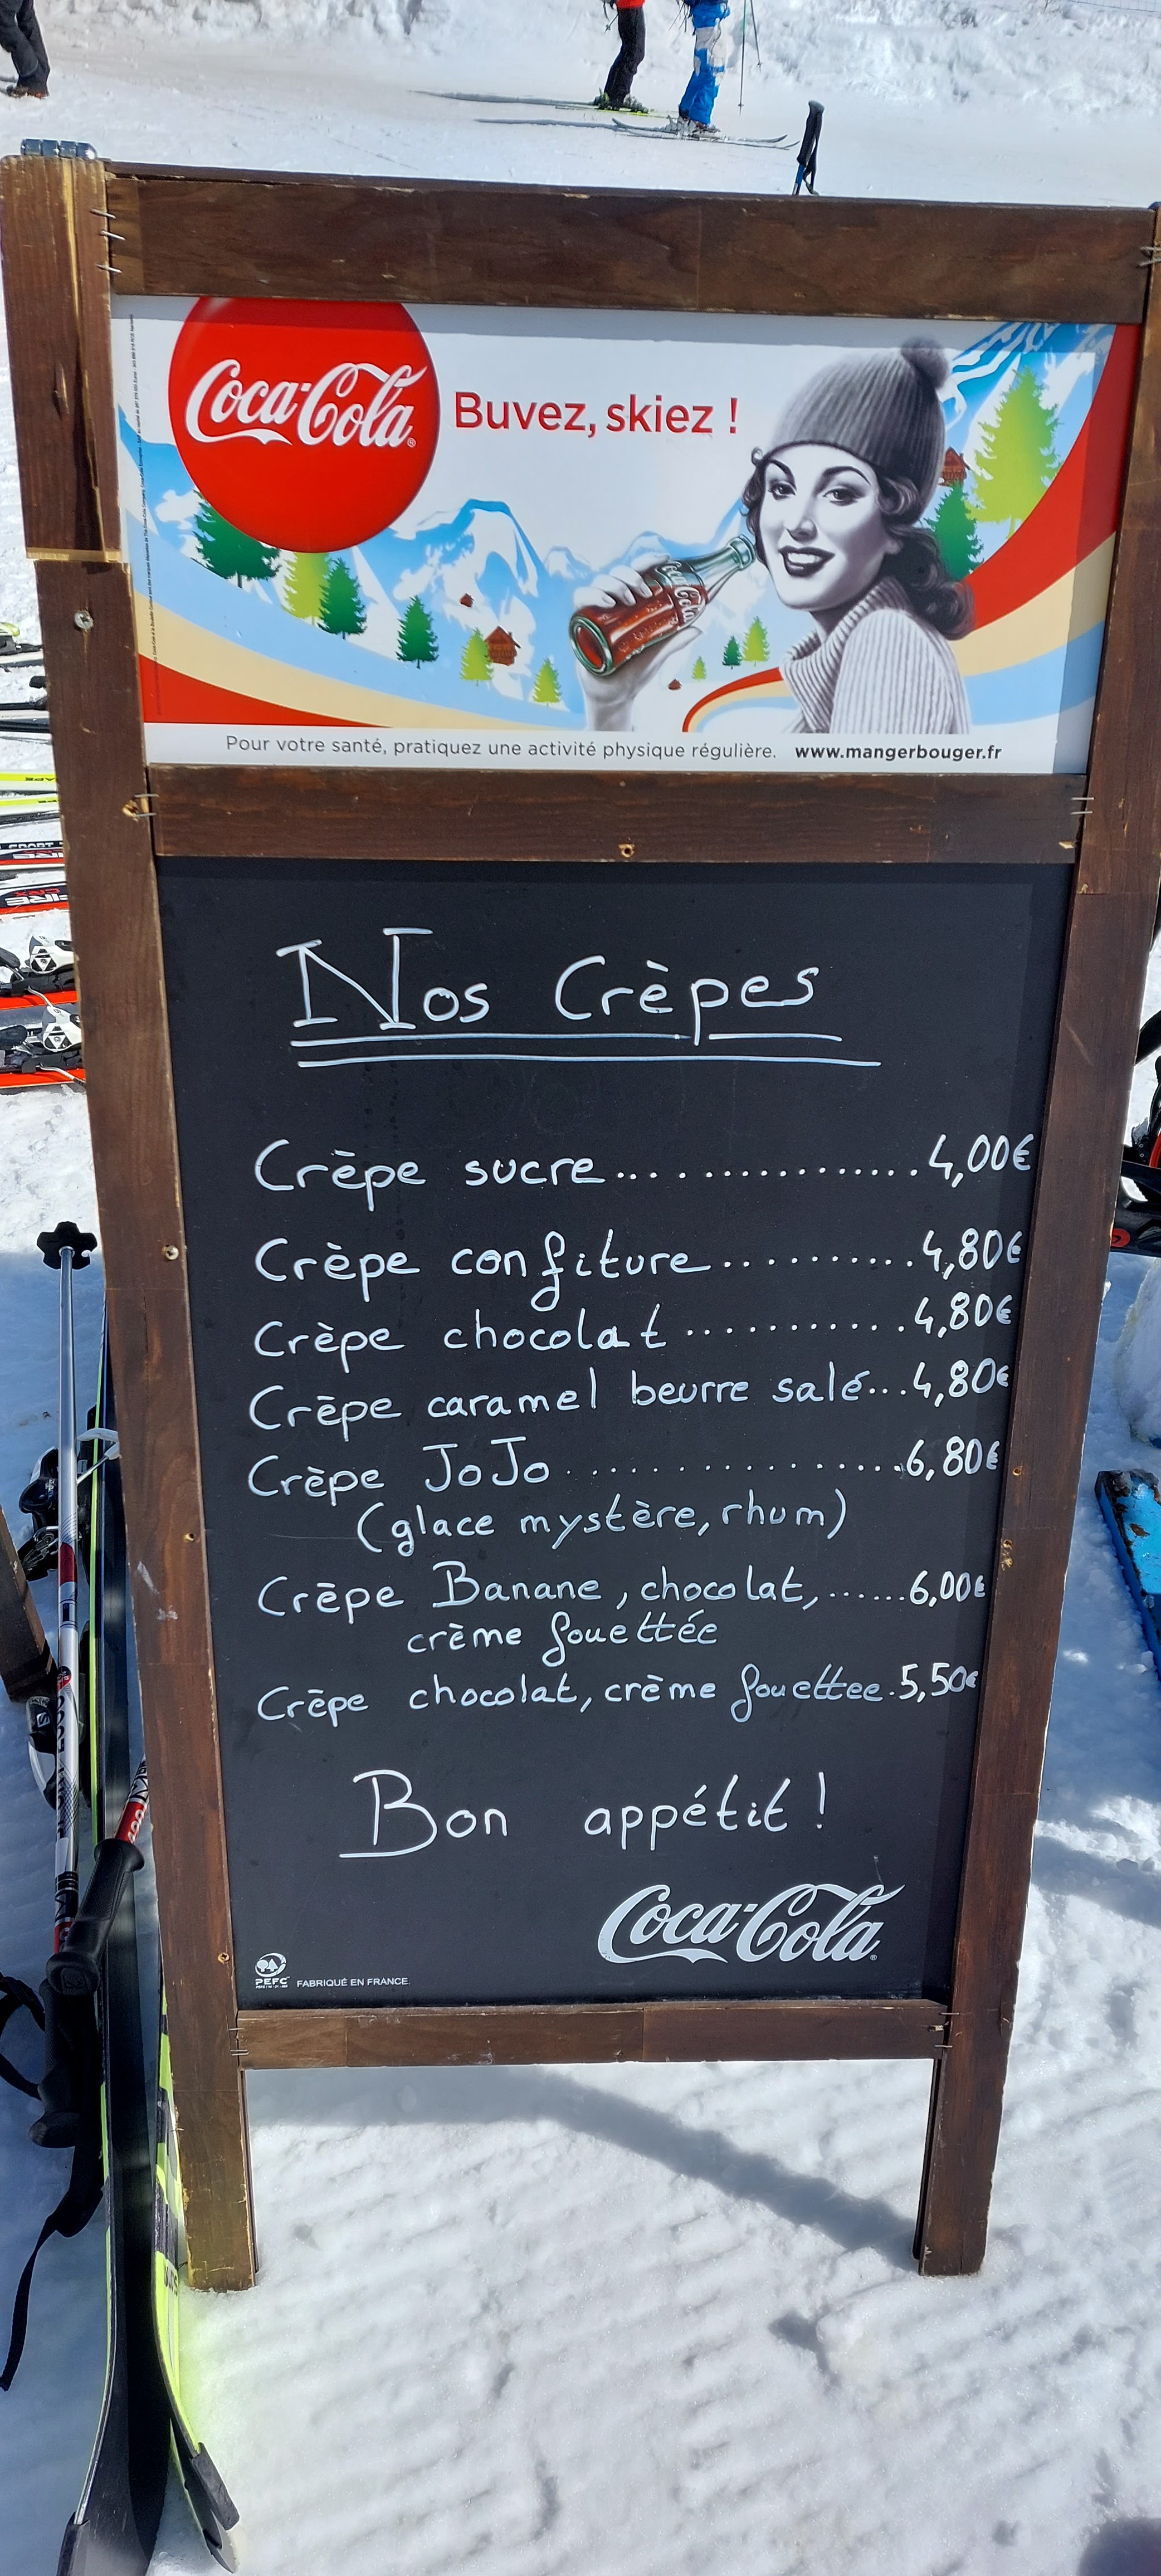 Coca-Cola
Buvez, skiez !
Coca-Cola
Pour votre santé, pratiquez une activité physique régulière. www.mangerbouger.fr
Nos Crèpes
Crèpe sucre.................4,00€
Crèpe confiture..........4,80€
Crèpe chocolat...........4,80€
Crèpe caramel beurre salé...4,80€
Crèpe JoJo.................6,80€
(glace mystère, rhum)
Crèpe Banane, chocolat,......6,00€
crème fouettée
Crèpe chocolat, crème fouettee.5,50€
Bon appétit !
Coca-Cola
PEFC FABRIQUÉ EN FRANCE.